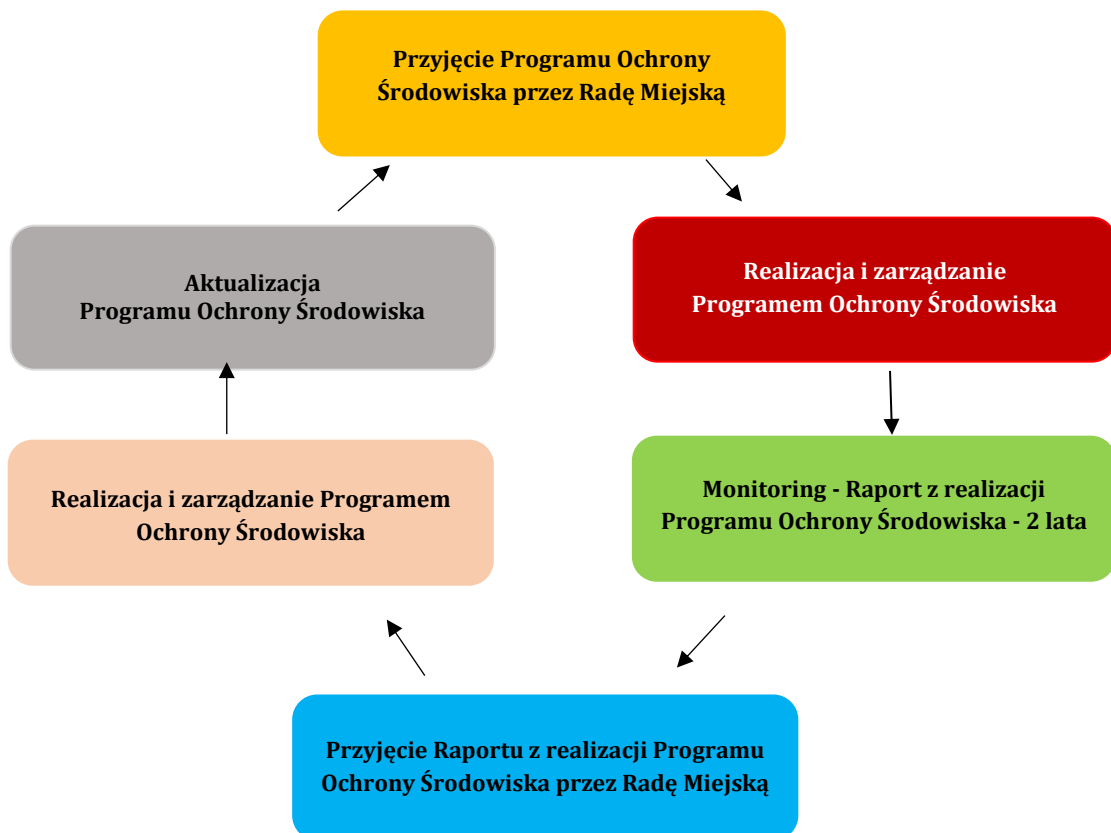 Przyjęcie Programu Ochrony
Środowiska przez Radę Miejską
Realizacja i zarządzanie
Programem Ochrony Środowiska
Monitoring - Raport z realizacji
Programu Ochrony Środowiska - 2 lata
Przyjęcie Raportu z realizacji Programu
Ochrony Środowiska przez Radę Miejską
Realizacja i zarządzanie Programem
Ochrony Środowiska
Aktualizacja
Programu Ochrony Środowiska